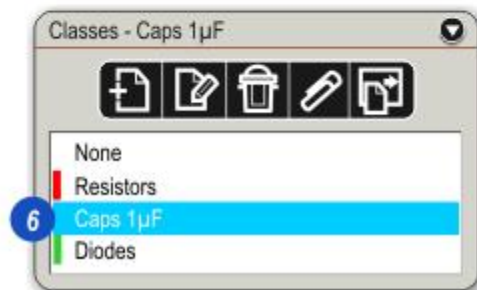 Classes - Caps 1µF
None
Resistors
6
Caps 1µF
Diodes